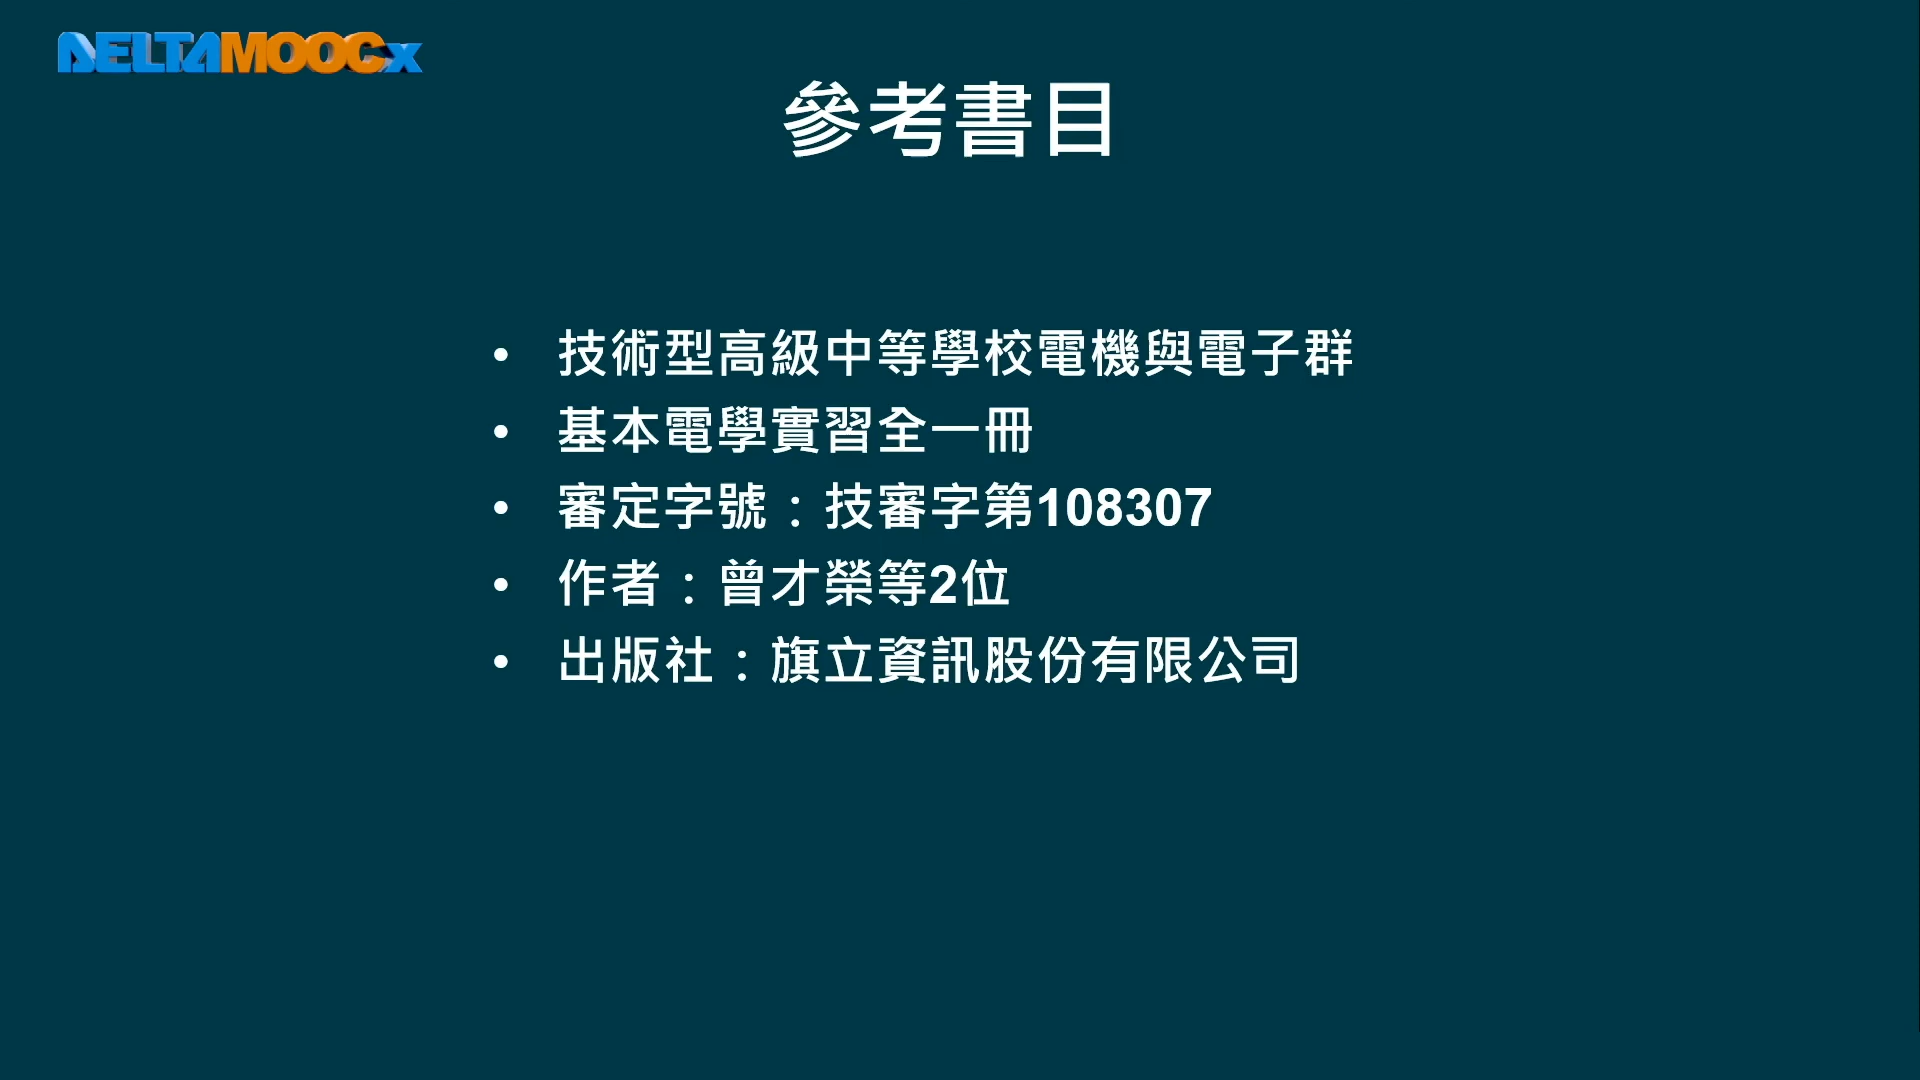 DELTAMOOCx
參考書目
• 技術型高級中等學校電機與電子群
• 基本電學實習全一冊
• 審定字號：技審字第108307
• 作者：曾才榮等2位
• 出版社：旗立資訊股份有限公司